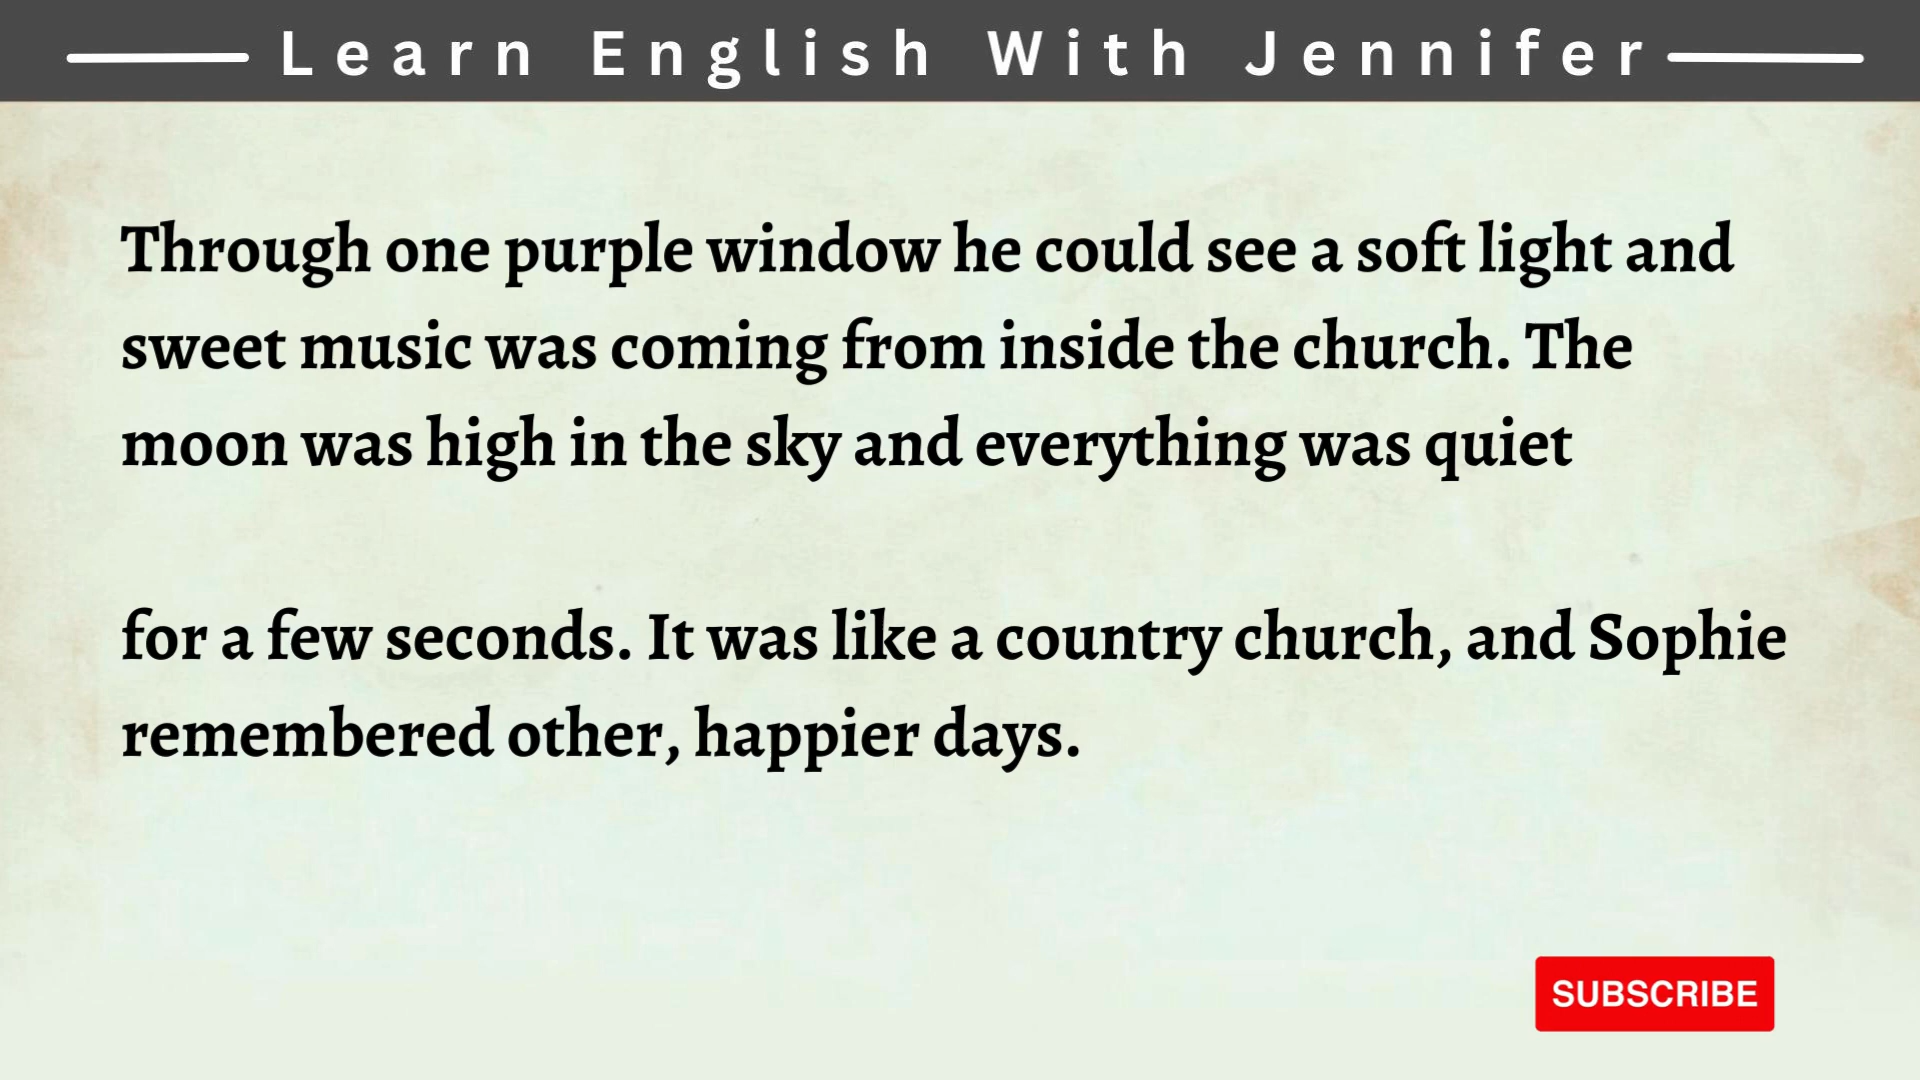 Learn English With Jennifer
Through one purple window he could see a soft light and
sweet music was coming from inside the church. The
moon was high in the sky and everything was quiet
for a few seconds. It was like a country church, and Sophie
remembered other, happier days.
SUBSCRIBE